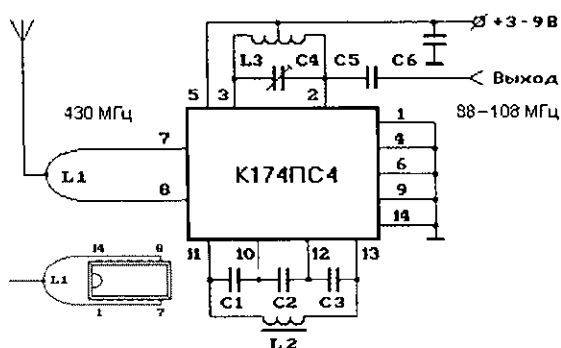 +3-9В
L3 C4 C5 C6
Выход
5 3 2
430 МГц
88-108 МГц
7
1
4
L1
К174ПС4
6
8
9
14
11 10 12 13
14 8
L1
C1 C2 C3
1 7
L2